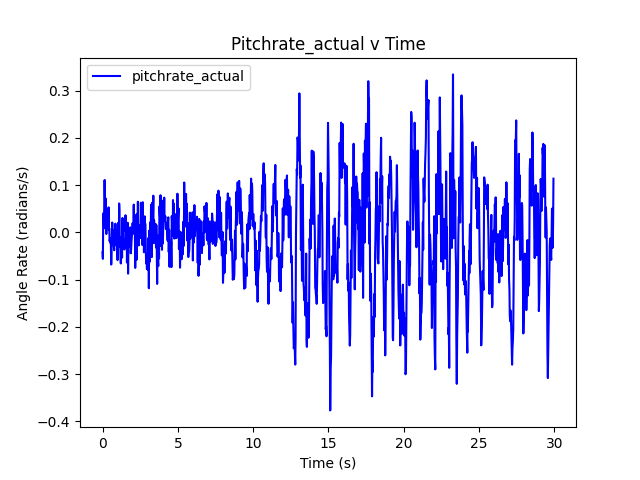 Pitchrate_actual v Time
pitchrate_actual
Angle Rate (radians/s)
0.3
0.2
0.1
0.0
−0.1
−0.2
−0.3
−0.4
0 5 10 15 20 25 30
Time (s)